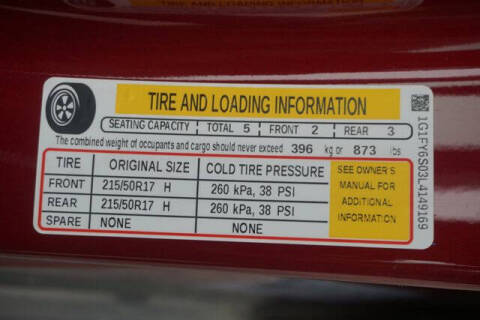 TIRE AND LOADING INFORMATION
SEATING CAPACITY TOTAL 5 FRONT 2 REAR 3
The combined weight of occupants and cargo should never exceed 396 kg or 873 lbs
TIRE ORIGINAL SIZE COLD TIRE PRESSURE
FRONT 215/50R17 H 260 kPa, 38 PSI
REAR 215/50R17 H 260 kPa, 38 PSI
SPARE NONE NONE
SEE OWNER'S
MANUAL FOR
ADDITIONAL
INFORMATION
1G1FY6S03L4149169